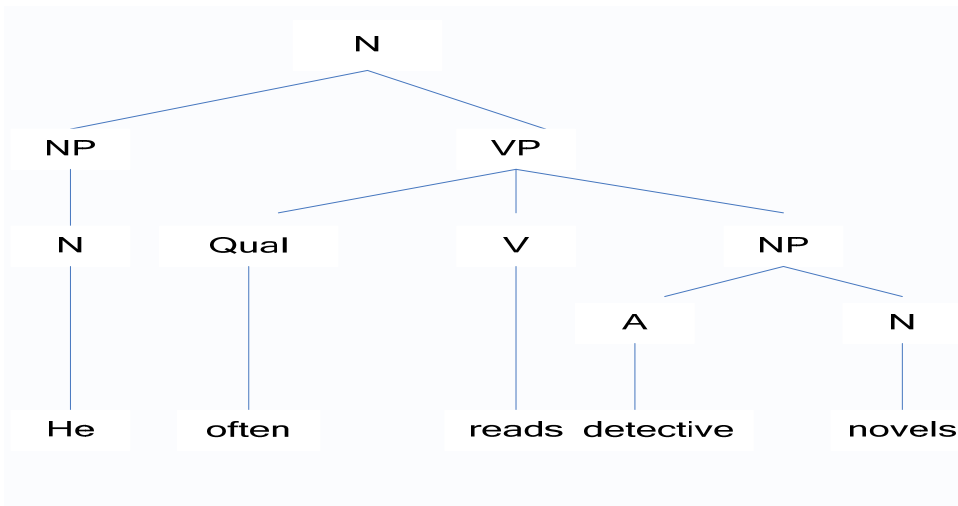 N
NP VP
N Qual V NP
A N
He often reads detective novels